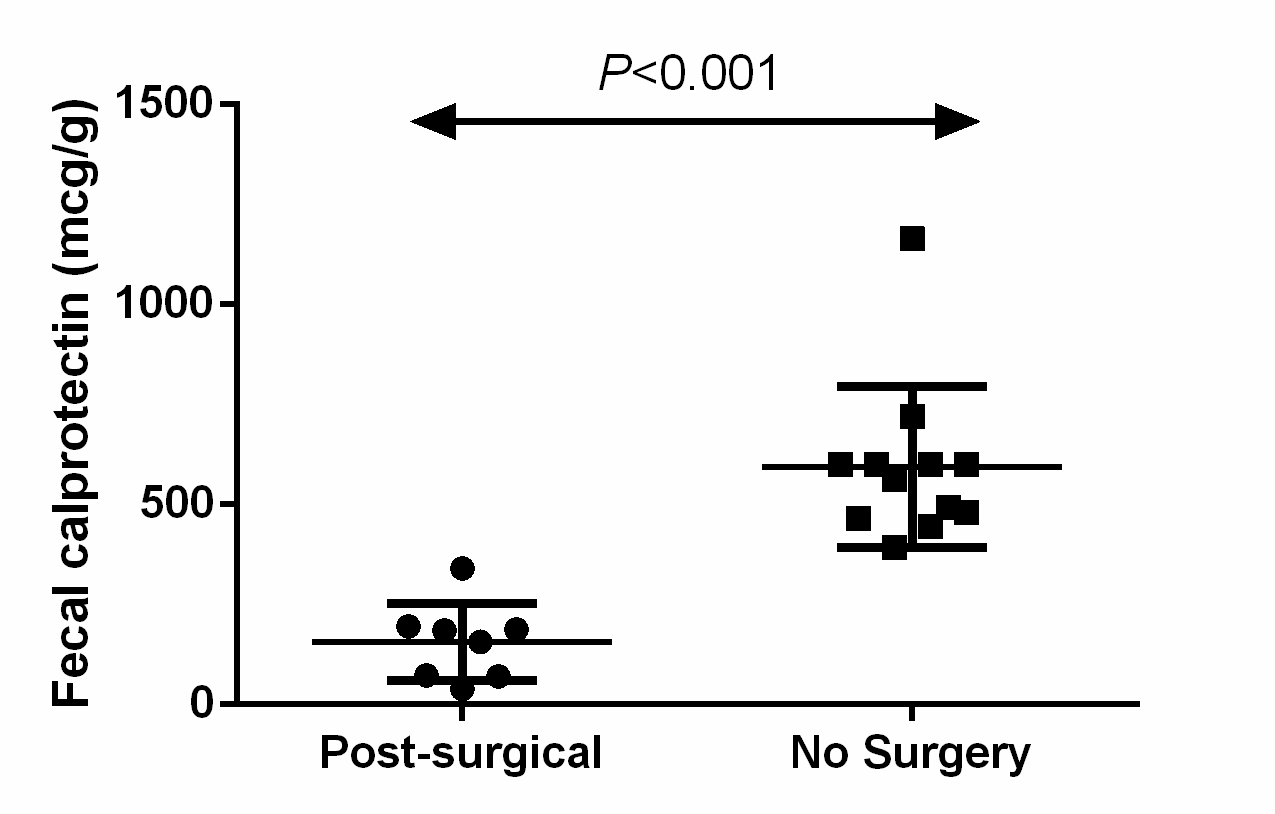 P<0.001
Fecal calprotectin (mcg/g)
1500
1000
500
0
Post-surgical
No Surgery